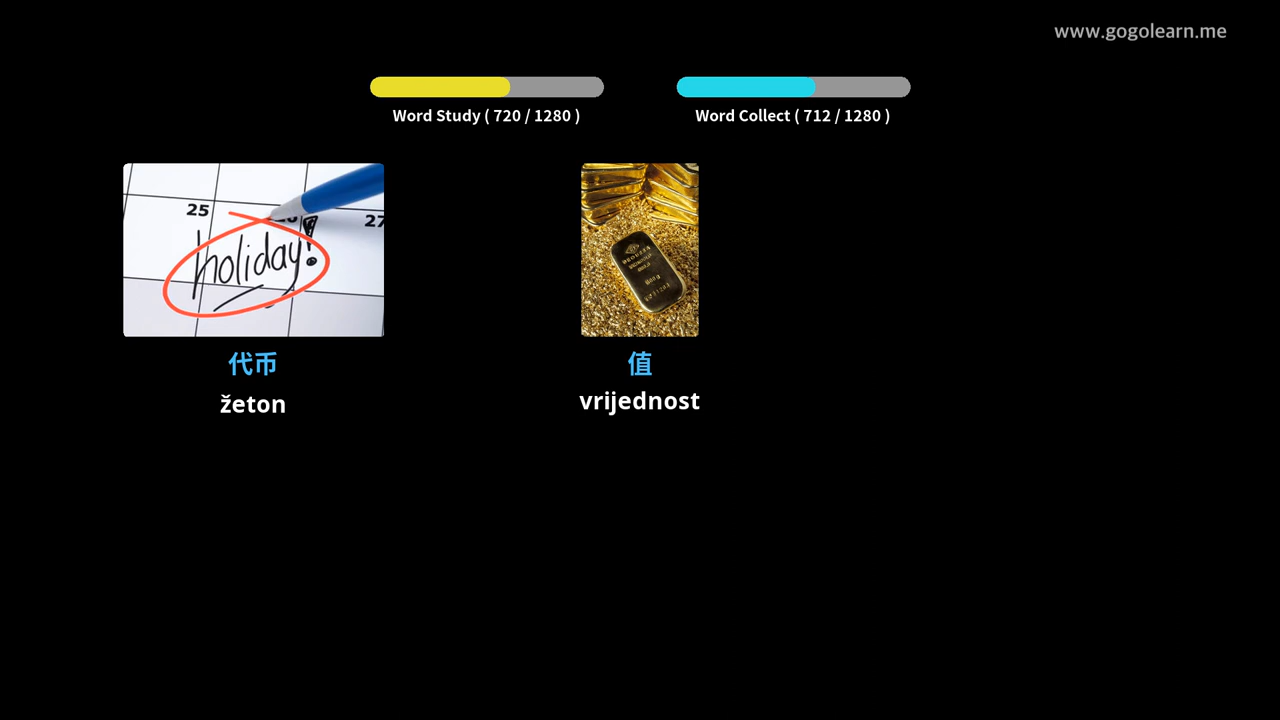 www.gogolearn.me
Word Study ( 720 / 1280 )
Word Collect ( 712 / 1280 )
25
27
holiday!
代币
值
žeton
vrijednost